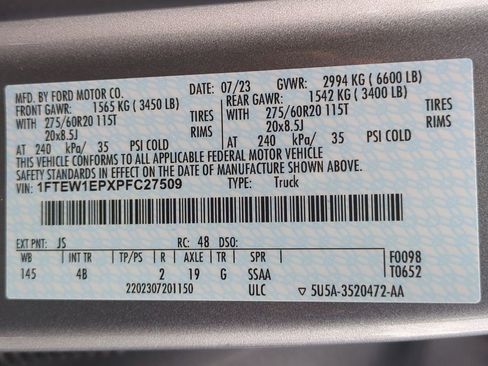 MFD. BY FORD MOTOR CO. DATE: 07/23 GVWR: 2994 KG ( 6600 LB)
FRONT GAWR: 1565 KG ( 3450 LB) REAR GAWR: 1542 KG ( 3400 LB)
WITH 275/60R20 115T TIRES WITH 275/60R20 115T TIRES
20x8.5J RIMS 20x8.5J RIMS
AT 240 kPa/ 35 PSI COLD AT 240 kPa/ 35 PSI COLD
THIS VEHICLE CONFORMS TO ALL APPLICABLE FEDERAL MOTOR VEHICLE
SAFETY STANDARDS IN EFFECT ON THE DATE OF MANUFACTURE SHOWN ABOVE.
VIN: 1FTEW1EPXPFC27509 TYPE: Truck
EXT PNT: JS RC: 48 DSO:
WB INT TR TP/PS R AXLE TR SPR F0098
145 4B 2 19 G SSAA T0652
2202307201150 ULC ▽ 5U5A-3520472-AA